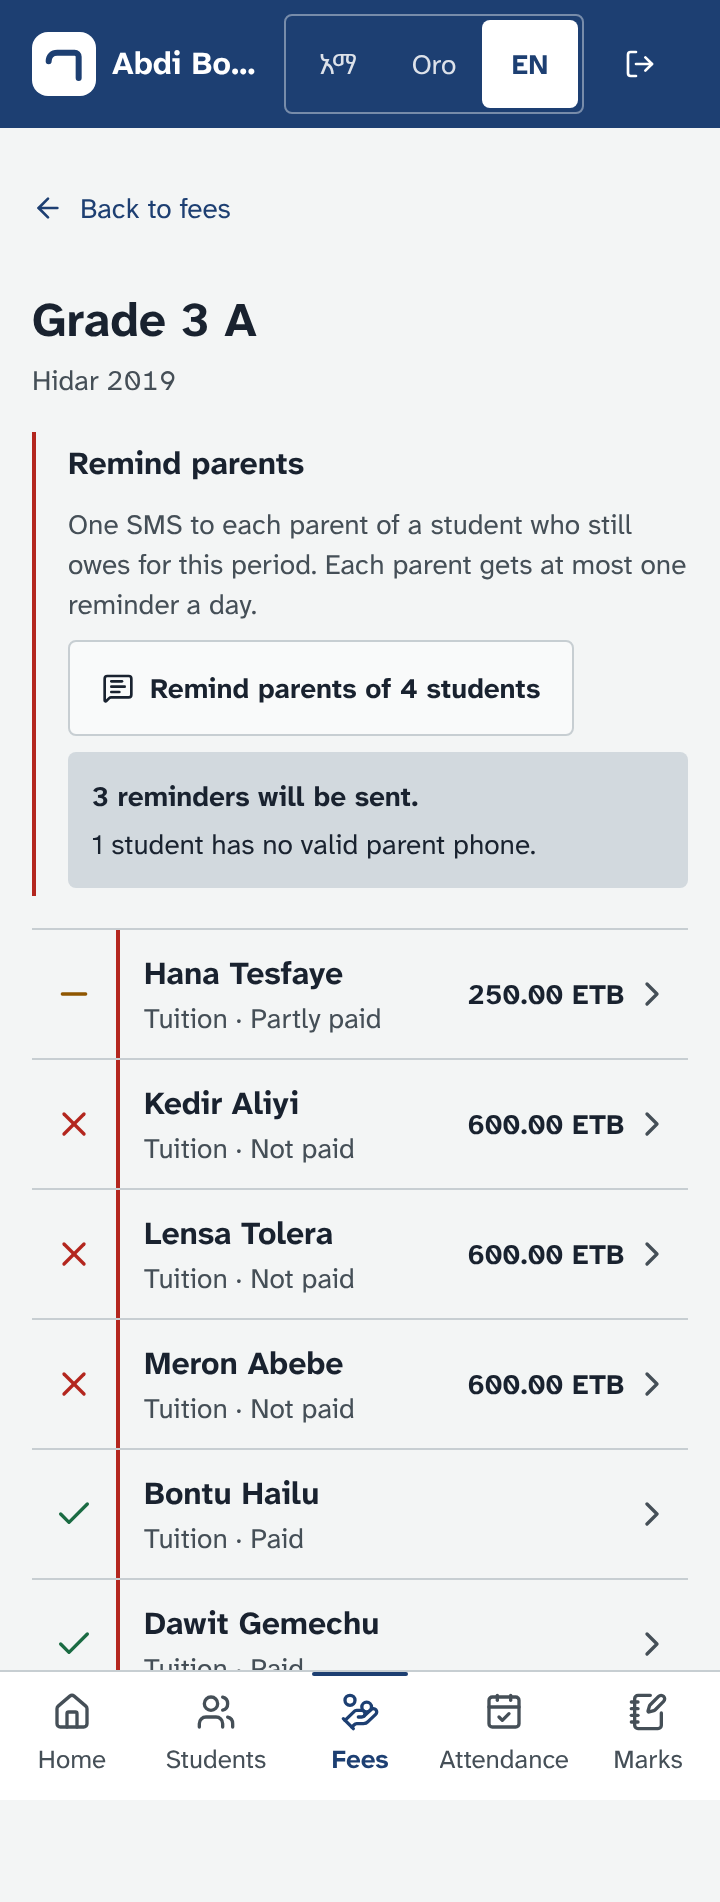 Abdi Bo...
አማ
Oro
EN
Back to fees
Grade 3 A
Hidar 2019
Remind parents
One SMS to each parent of a student who still
owes for this period. Each parent gets at most one
reminder a day.
Remind parents of 4 students
3 reminders will be sent.
1 student has no valid parent phone.
Hana Tesfaye
Tuition · Partly paid
250.00 ETB
Kedir Aliyi
Tuition · Not paid
600.00 ETB
Lensa Tolera
Tuition · Not paid
600.00 ETB
Meron Abebe
Tuition · Not paid
600.00 ETB
Bontu Hailu
Tuition · Paid
Dawit Gemechu
Tuition · Paid
Home
Students
Fees
Attendance
Marks